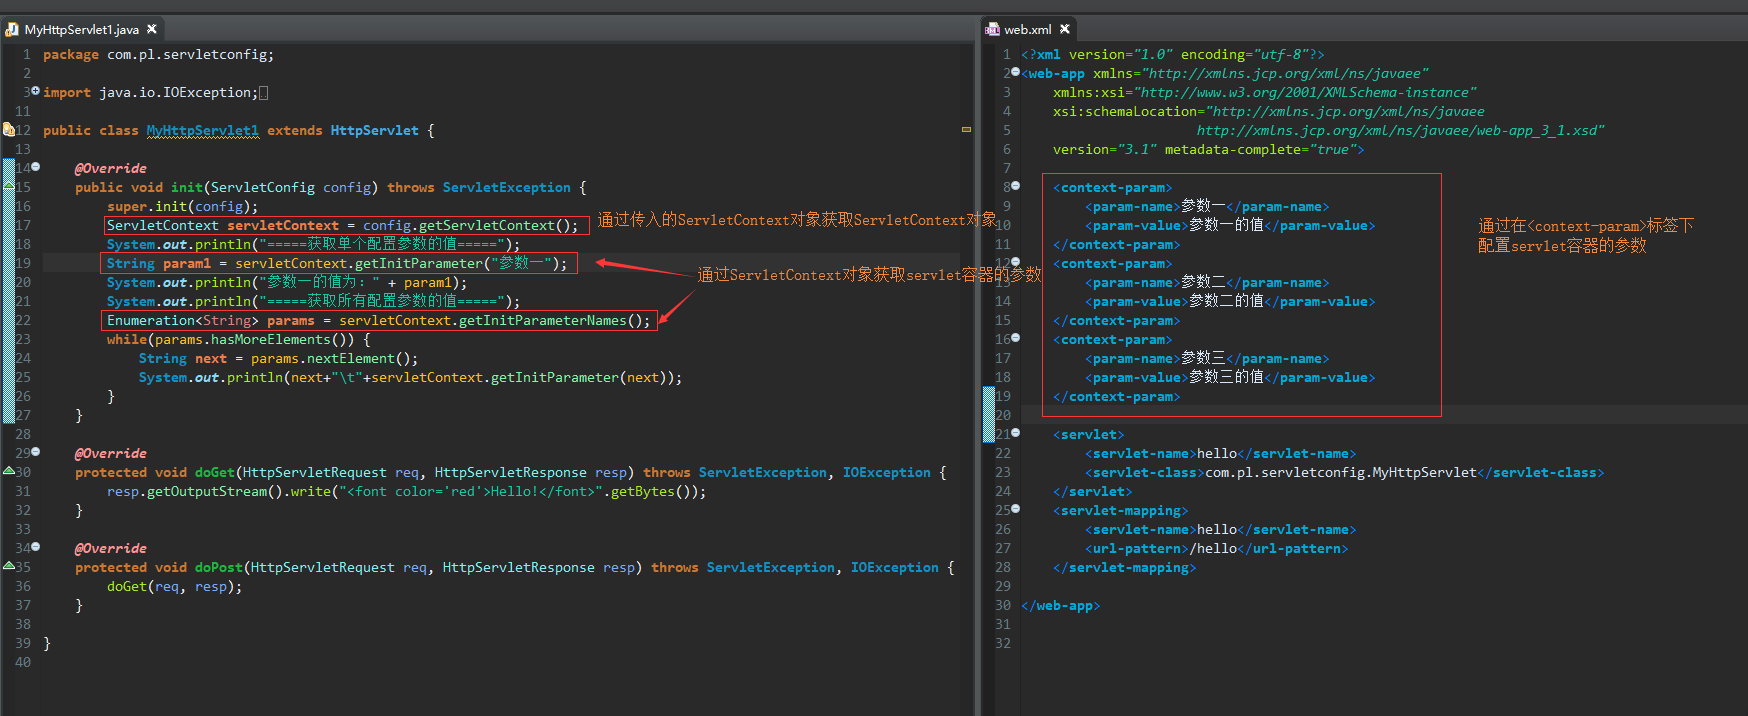 MyHttpServlet1.java
1 package com.pl.servletconfig;
2
3 import java.io.IOException;
11
12 public class MyHttpServlet1 extends HttpServlet {
13
14 @Override
15 public void init(ServletConfig config) throws ServletException {
16 super.init(config);
17 ServletContext servletContext = config.getServletContext();
通过传入的ServletContext对象获取ServletContext对象
18 System.out.println("=====获取单个配置参数的值=====");
19 String param1 = servletContext.getInitParameter("参数一");
通过ServletContext对象获取servlet容器的参数
20 System.out.println("参数一的值为：" + param1);
21 System.out.println("=====获取所有配置参数的值=====");
22 Enumeration<String> params = servletContext.getInitParameterNames();
23 while(params.hasMoreElements()) {
24 String next = params.nextElement();
25 System.out.println(next+"\t"+servletContext.getInitParameter(next));
26 }
27 }
28
29 @Override
30 protected void doGet(HttpServletRequest req, HttpServletResponse resp) throws ServletException, IOException {
31 resp.getOutputStream().write("<font color='red'>Hello!</font>".getBytes());
32 }
33
34 @Override
35 protected void doPost(HttpServletRequest req, HttpServletResponse resp) throws ServletException, IOException {
36 doGet(req, resp);
37 }
38
39 }
40
web.xml
1 <?xml version="1.0" encoding="utf-8"?>
2 <web-app xmlns="http://xmlns.jcp.org/xml/ns/javaee"
3 xmlns:xsi="http://www.w3.org/2001/XMLSchema-instance"
4 xsi:schemaLocation="http://xmlns.jcp.org/xml/ns/javaee
5 http://xmlns.jcp.org/xml/ns/javaee/web-app_3_1.xsd"
6 version="3.1" metadata-complete="true">
7
8 <context-param>
9 <param-name>参数一</param-name>
10 <param-value>参数一的值</param-value>
11 </context-param>
12 <context-param>
13 <param-name>参数二</param-name>
14 <param-value>参数二的值</param-value>
15 </context-param>
16 <context-param>
17 <param-name>参数三</param-name>
18 <param-value>参数三的值</param-value>
19 </context-param>
通过在<context-param>标签下
配置servlet容器的参数
20
21 <servlet>
22 <servlet-name>hello</servlet-name>
23 <servlet-class>com.pl.servletconfig.MyHttpServlet</servlet-class>
24 </servlet>
25 <servlet-mapping>
26 <servlet-name>hello</servlet-name>
27 <url-pattern>/hello</url-pattern>
28 </servlet-mapping>
29
30 </web-app>
31
32